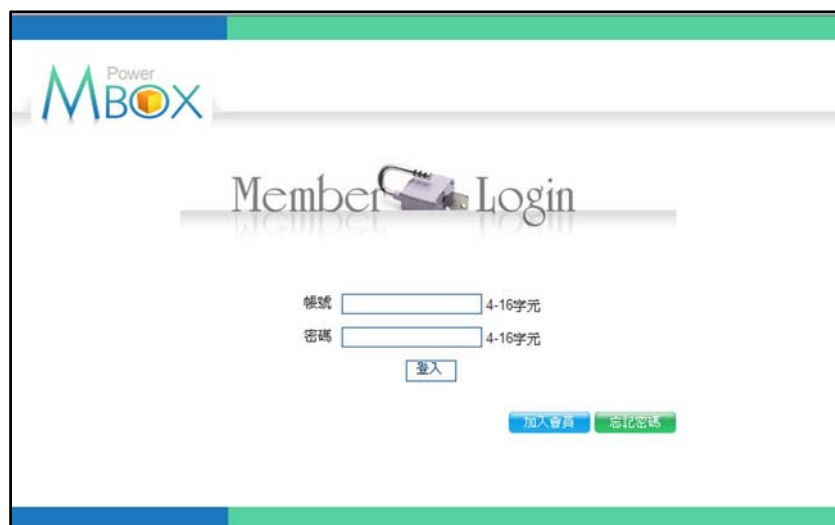 Power
MBOX
Member Login
帳號 4-16字元
密碼 4-16字元
登入
加入會員 忘記密碼